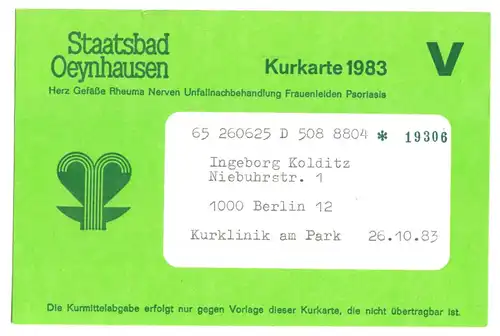 Staatsbad
Oeynhausen
Kurkarte 1983
V
Herz Gefäße Rheuma Nerven Unfallnachbehandlung Frauenleiden Psoriasis
65 260625 D 508 8804 * 19306
Ingeborg Kolditz
Niebuhrstr. 1
1000 Berlin 12
Kurklinik am Park 26.10.83
Die Kurmittelabgabe erfolgt nur gegen Vorlage dieser Kurkarte, die nicht übertragbar ist.